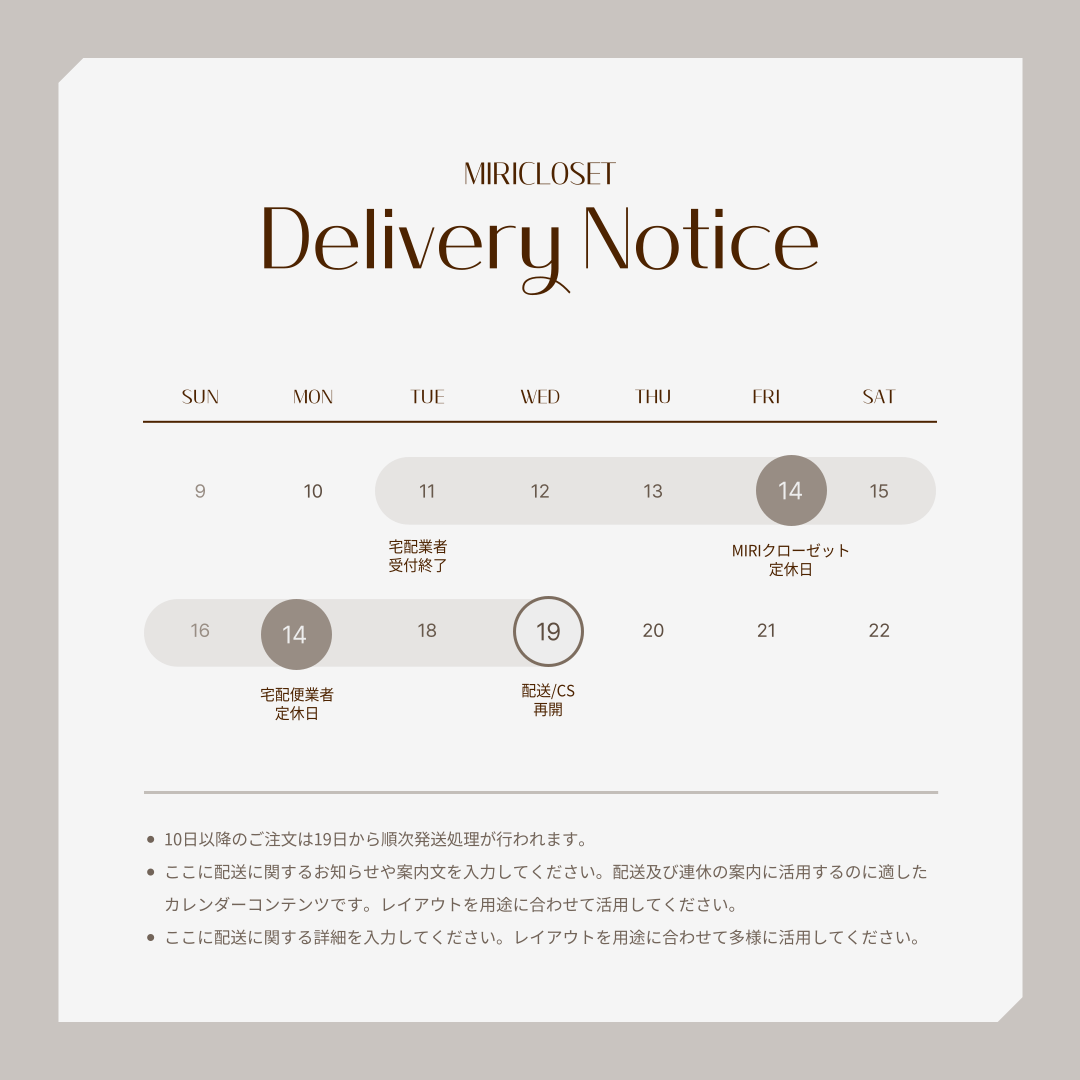 MIRICLOSET
Delivery Notice
SUN MON TUE WED THU FRI SAT
9 10 11 12 13 14 15
宅配業者
受付終了
MIRIクローゼット
定休日
16 14 18 19 20 21 22
宅配便業者
定休日
配送/CS
再開
• 10日以降のご注文は19日から順次発送処理が行われます。
• ここに配送に関するお知らせや案内文を入力してください。配送及び連休の案内に活用するのに適した
カレンダーコンテンツです。レイアウトを用途に合わせて活用してください。
• ここに配送に関する詳細を入力してください。レイアウトを用途に合わせて多様に活用してください。